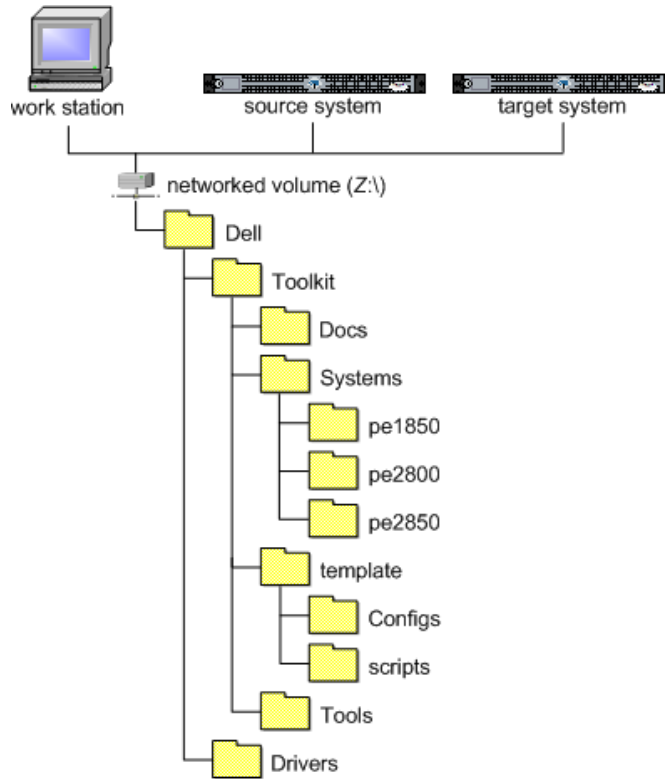 work station
source system
target system
networked volume (Z:\)
Dell
Toolkit
Docs
Systems
pe1850
pe2800
pe2850
template
Configs
scripts
Tools
Drivers